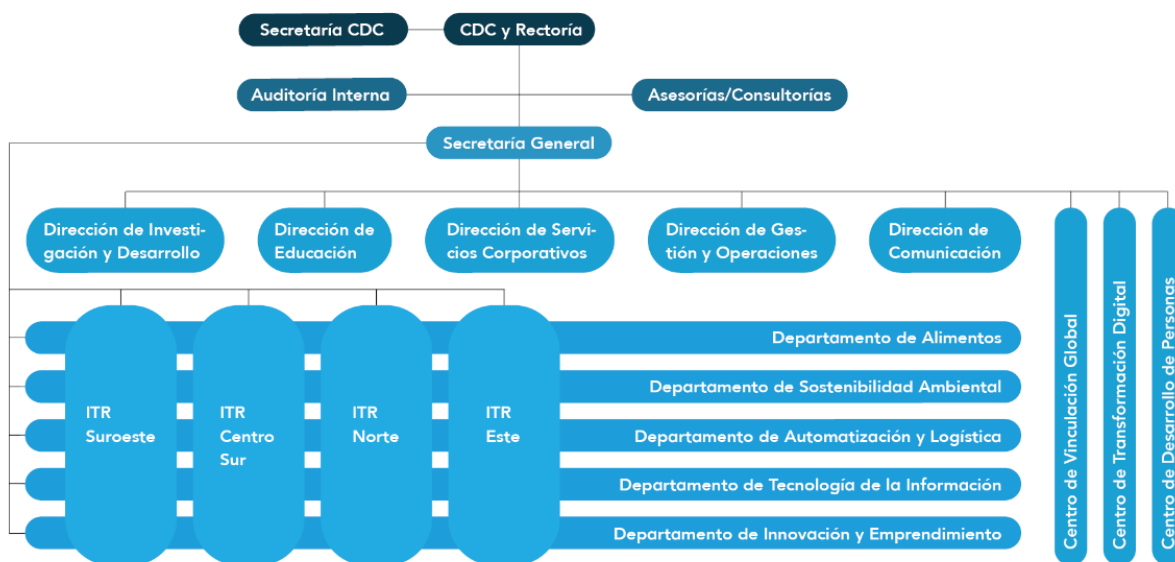 Secretaría CDC
CDC y Rectoría
Auditoría Interna
Asesorías/Consultorías
Secretaría General
Dirección de Investi-
gación y Desarrollo
Dirección de
Educación
Dirección de Servi-
cios Corporativos
Dirección de Ges-
tión y Operaciones
Dirección de
Comunicación
Centro de Vinculación Global
Centro de Transformación Digital
Centro de Desarrollo de Personas
Departamento de Alimentos
Departamento de Sostenibilidad Ambiental
ITR
Suroeste
ITR
Centro
Sur
ITR
Norte
ITR
Este
Departamento de Automatización y Logística
Departamento de Tecnología de la Información
Departamento de Innovación y Emprendimiento